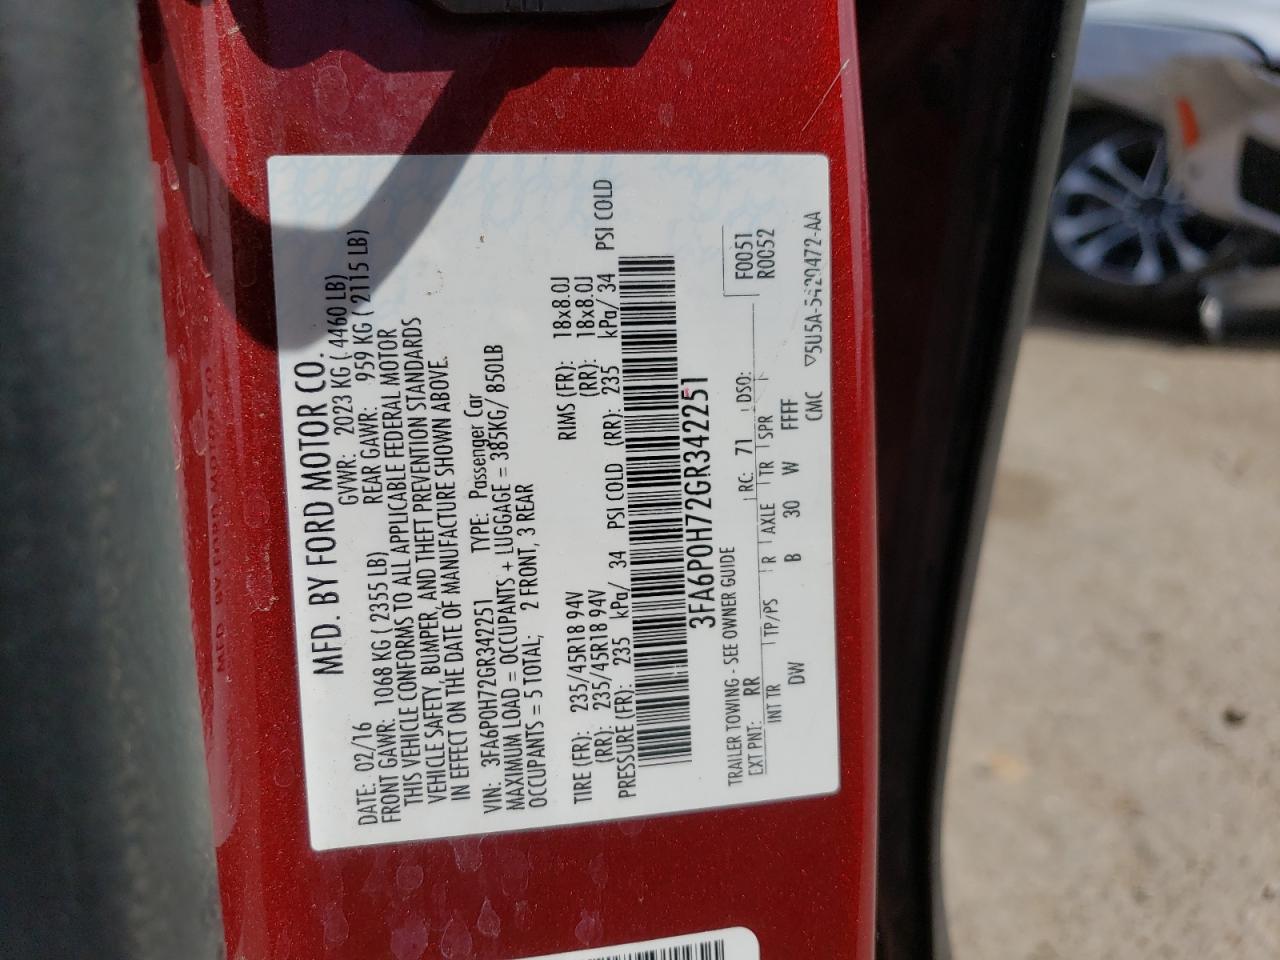 MFD. BY FORD MOTOR CO.
DATE: 02/16 GVWR: 2023 KG ( 4460 LB)
FRONT GAWR: 1068 KG ( 2355 LB) REAR GAWR: 959 KG ( 2115 LB)
THIS VEHICLE CONFORMS TO ALL APPLICABLE FEDERAL MOTOR
VEHICLE SAFETY, BUMPER, AND THEFT PREVENTION STANDARDS
IN EFFECT ON THE DATE OF MANUFACTURE SHOWN ABOVE.
VIN: 3FA6P0H72GR342251 TYPE: Passenger Car
MAXIMUM LOAD = OCCUPANTS + LUGGAGE = 385KG/ 850LB
OCCUPANTS = 5 TOTAL; 2 FRONT, 3 REAR
TIRE (FR): 235/45R18 94V RIMS (FR): 18x8.0J
(RR): 235/45R18 94V (RR): 18x8.0J
PRESSURE (FR): 235 kPa/ 34 PSI COLD (RR): 235 kPa/ 34 PSI COLD
3FA6P0H72GR342251
TRAILER TOWING - SEE OWNER GUIDE F0051
EXT PNT: RR RC: 71 DSO: R0052
INT TR TP/PS R AXLE TR SPR
DW B 30 W FFFF
CMC ▽5U5A-5420472-AA